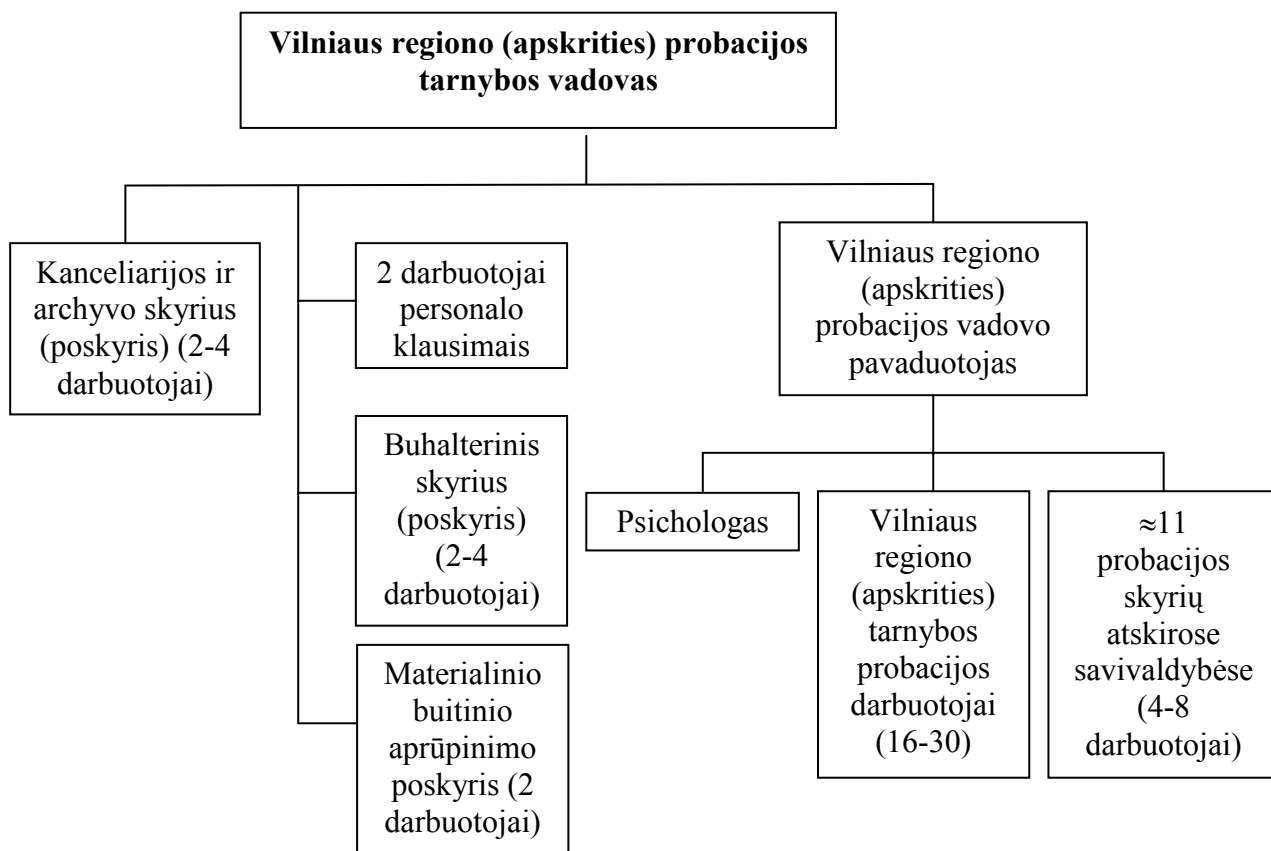 Vilniaus regiono (apskrities) probacijos
tarnybos vadovas
Kanceliarijos ir
archyvo skyrius
(poskyris) (2-4
darbuotojai)
2 darbuotojai
personalo
klausimais
Vilniaus regiono
(apskrities)
probacijos vadovo
pavaduotojas
Buhalterinis
skyrius
(poskyris)
(2-4
darbuotojai)
Materialinio
buitinio
aprūpinimo
poskyris (2
darbuotojai)
Psichologas
Vilniaus
regiono
(apskrities)
tarnybos
probacijos
darbuotojai
(16-30)
≈11
probacijos
skyrių
atskirose
savivaldybėse
(4-8
darbuotojai)